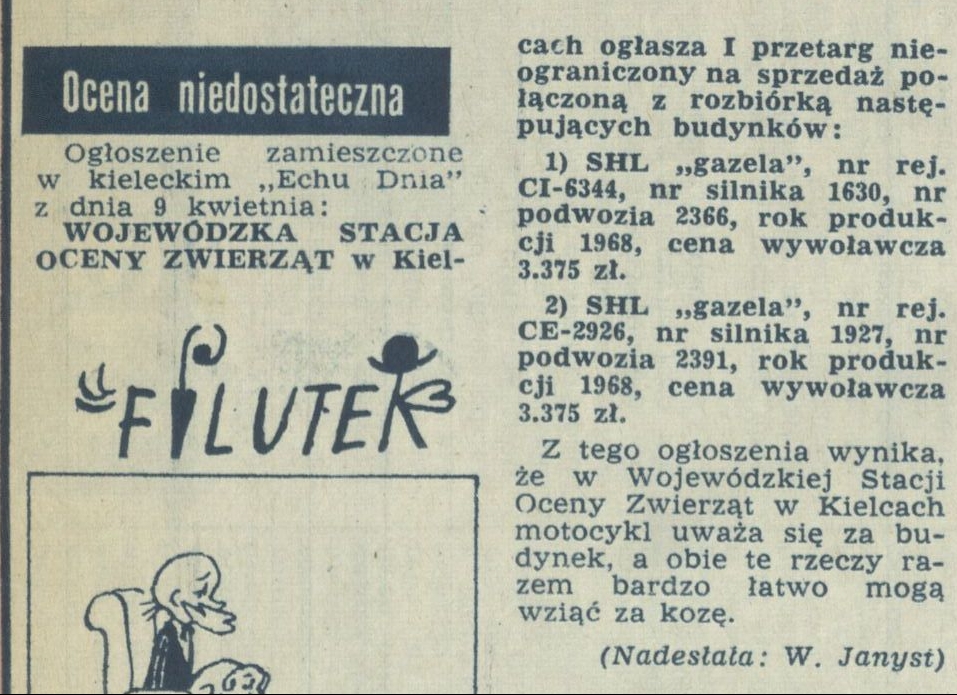 Ocena niedostateczna
Ogłoszenie zamieszczone
w kieleckim „Echu Dnia”
z dnia 9 kwietnia:
WOJEWÓDZKA STACJA
OCENY ZWIERZĄT w Kiel-
FILUTEK
cach ogłasza I przetarg nie-
ograniczony na sprzedaż po-
łączoną z rozbiórką nastę-
pujących budynków:
1) SHL „gazela”, nr rej.
CI-6344, nr silnika 1630, nr
podwozia 2366, rok produk-
cji 1968, cena wywoławcza
3.375 zł.
2) SHL „gazela”, nr rej.
CE-2926, nr silnika 1927, nr
podwozia 2391, rok produk-
cji 1968, cena wywoławcza
3.375 zł.
Z tego ogłoszenia wynika,
że w Wojewódzkiej Stacji
Oceny Zwierząt w Kielcach
motocykl uważa się za bu-
dynek, a obie te rzeczy ra-
zem bardzo łatwo mogą
wziąć za kozę.
(Nadesłała: W. Janyst)